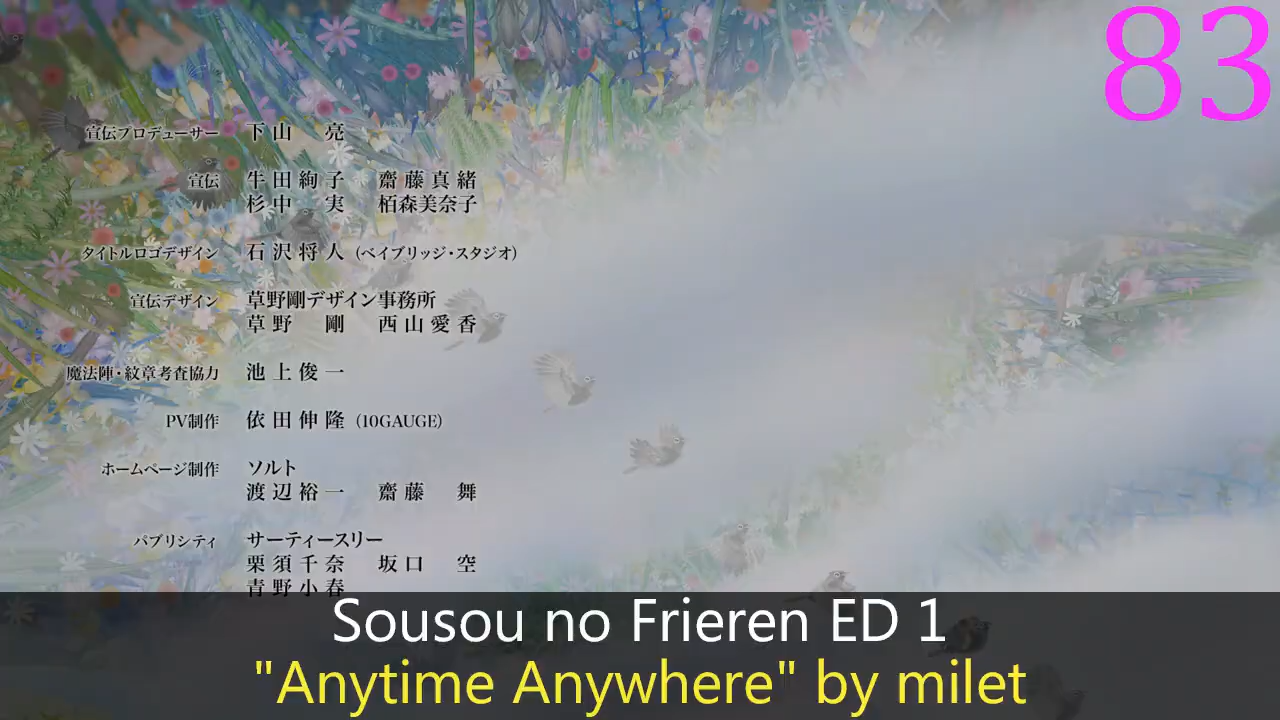 83
宣伝プロデューサー 下山 亮
宣伝 牛田絢子 齋藤真緒
杉中 実 栢森美奈子
タイトルロゴデザイン 石沢将人(ベイブリッジ・スタジオ)
宣伝デザイン 草野剛デザイン事務所
草野 剛 西山愛香
魔法陣・紋章考査協力 池上俊一
PV制作 依田伸隆(10GAUGE)
ホームページ制作 ソルト
渡辺裕一 齋藤 舞
パブリシティ サーティースリー
栗須千奈 坂口 空
青野小春
Sousou no Frieren ED 1
"Anytime Anywhere" by milet